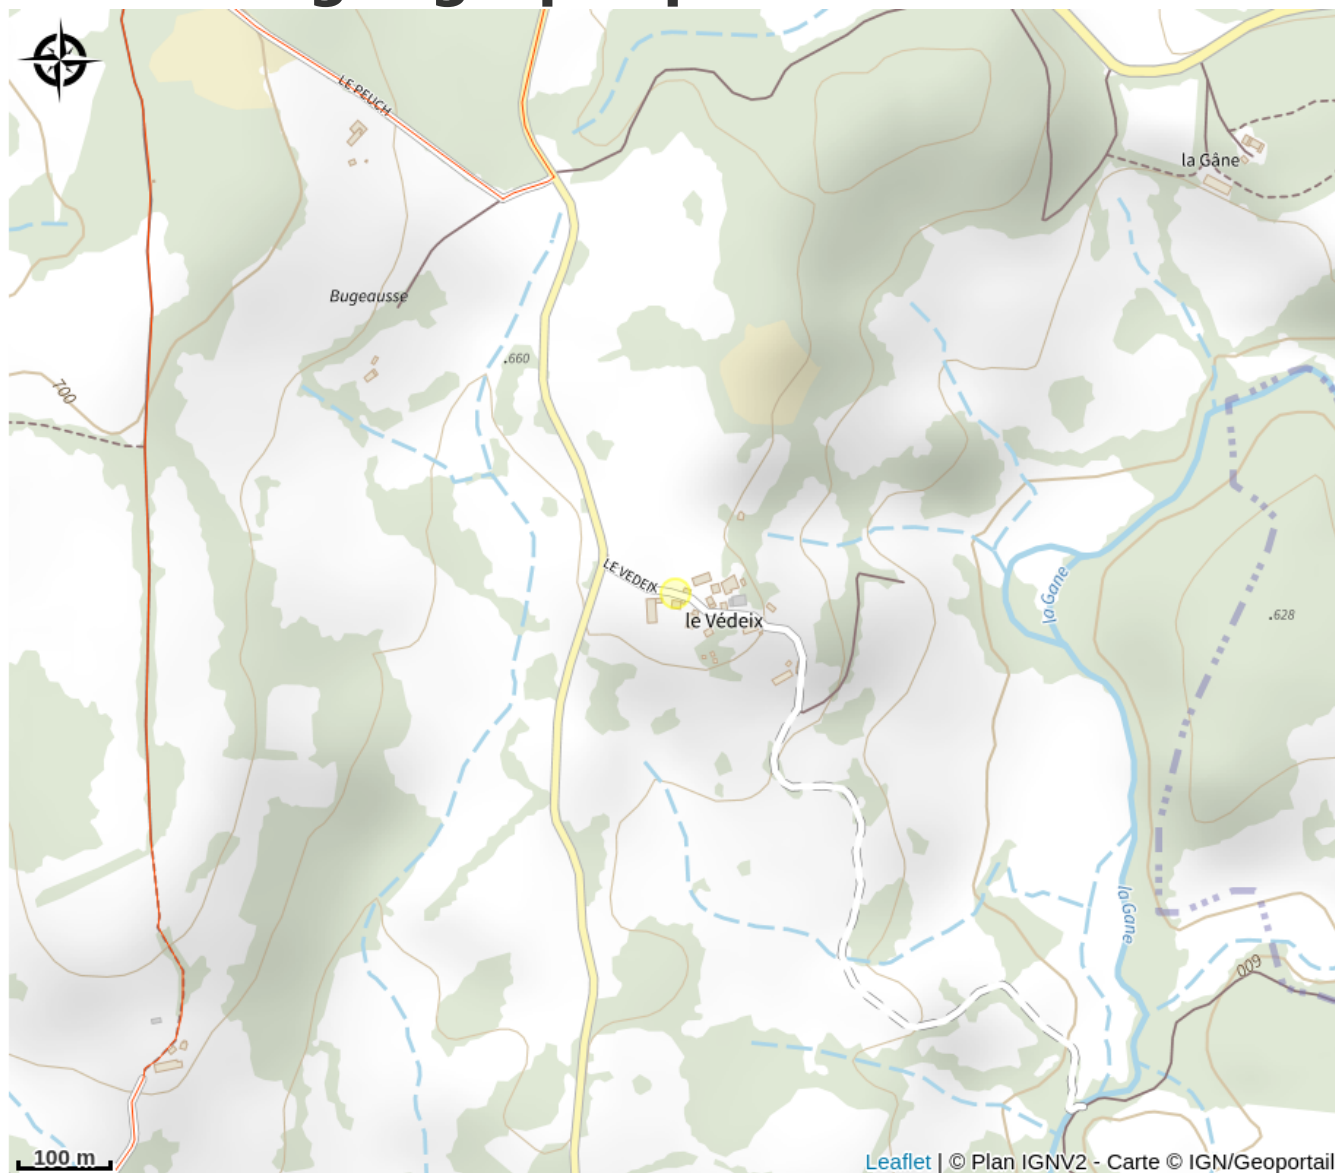 LE PEUCH
la Gâne
Bugeausse
.660
700
LE VEDEIX
le Védeix
la Gane
.628
la Gane
600
100 m
Leaflet | © Plan IGNV2 - Carte © IGN/Geoportail